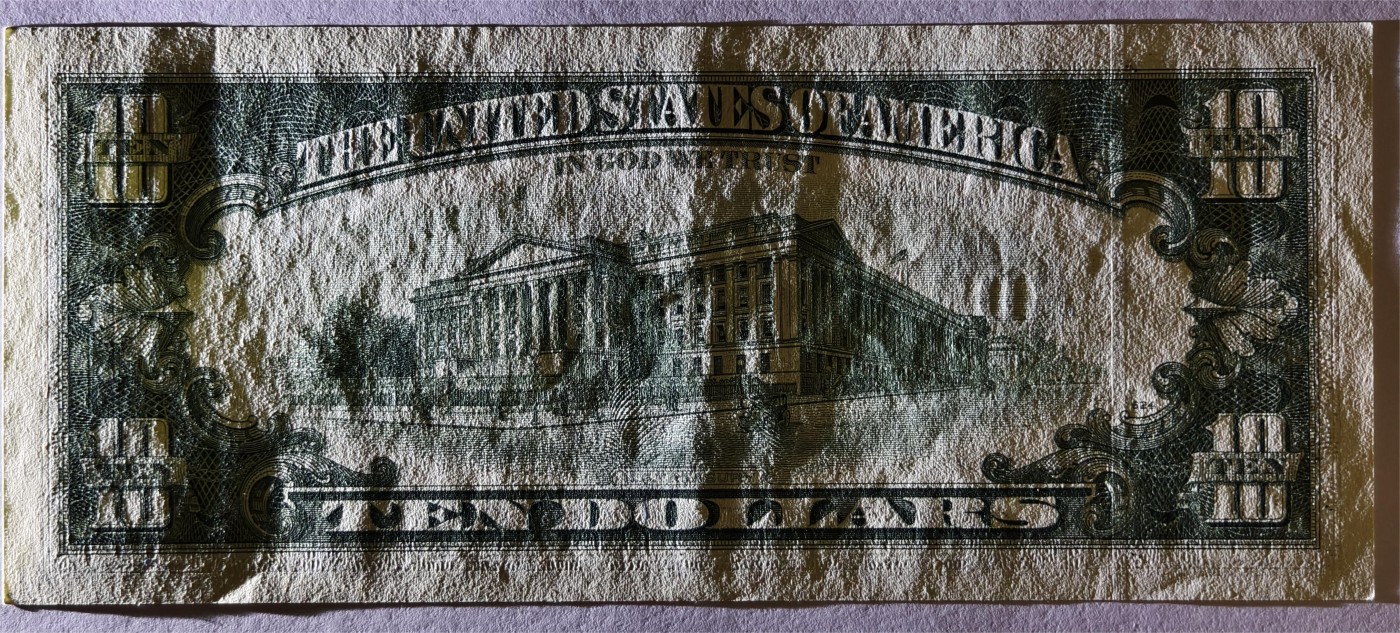 10 TEN
THE UNITED STATES OF AMERICA
10 TEN
IN GOD WE TRUST
10 TEN
TEN DOLLARS
10 TEN